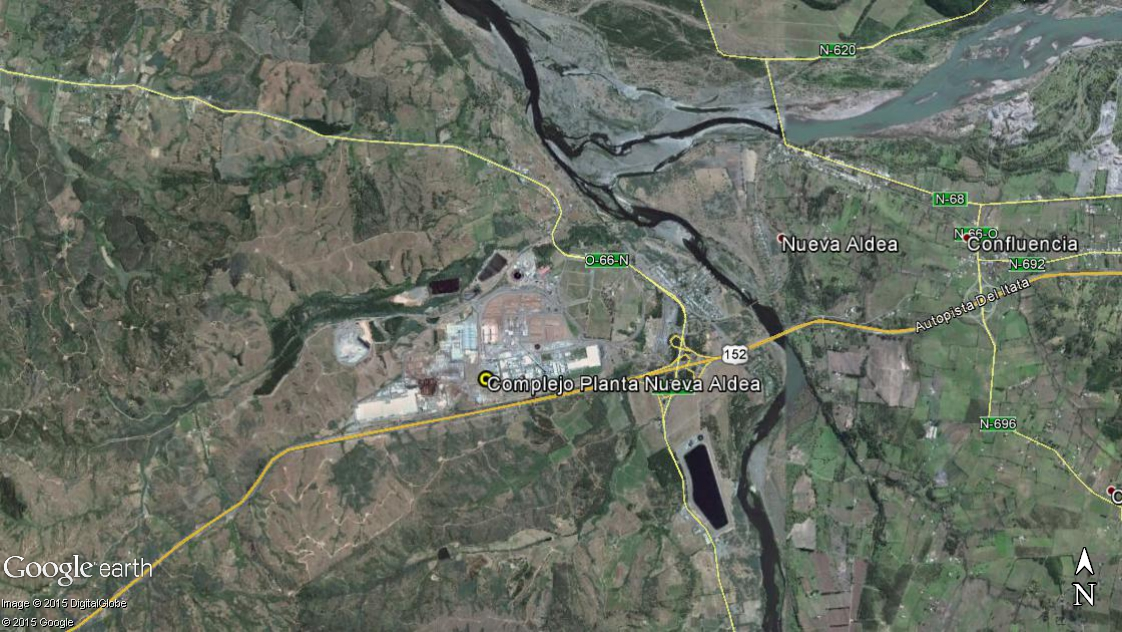 N-620
N-68
N-66-O
Nueva Aldea
Confluencia
O-66-N
N-692
Autopista Del Itata
152
Complejo Planta Nueva Aldea
N-696
C
Google earth
N
Image © 2015 DigitalGlobe
© 2015 Google